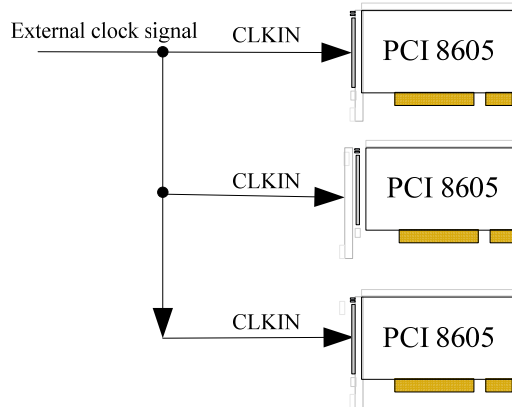 External clock signal
CLKIN
PCI 8605
CLKIN
PCI 8605
CLKIN
PCI 8605